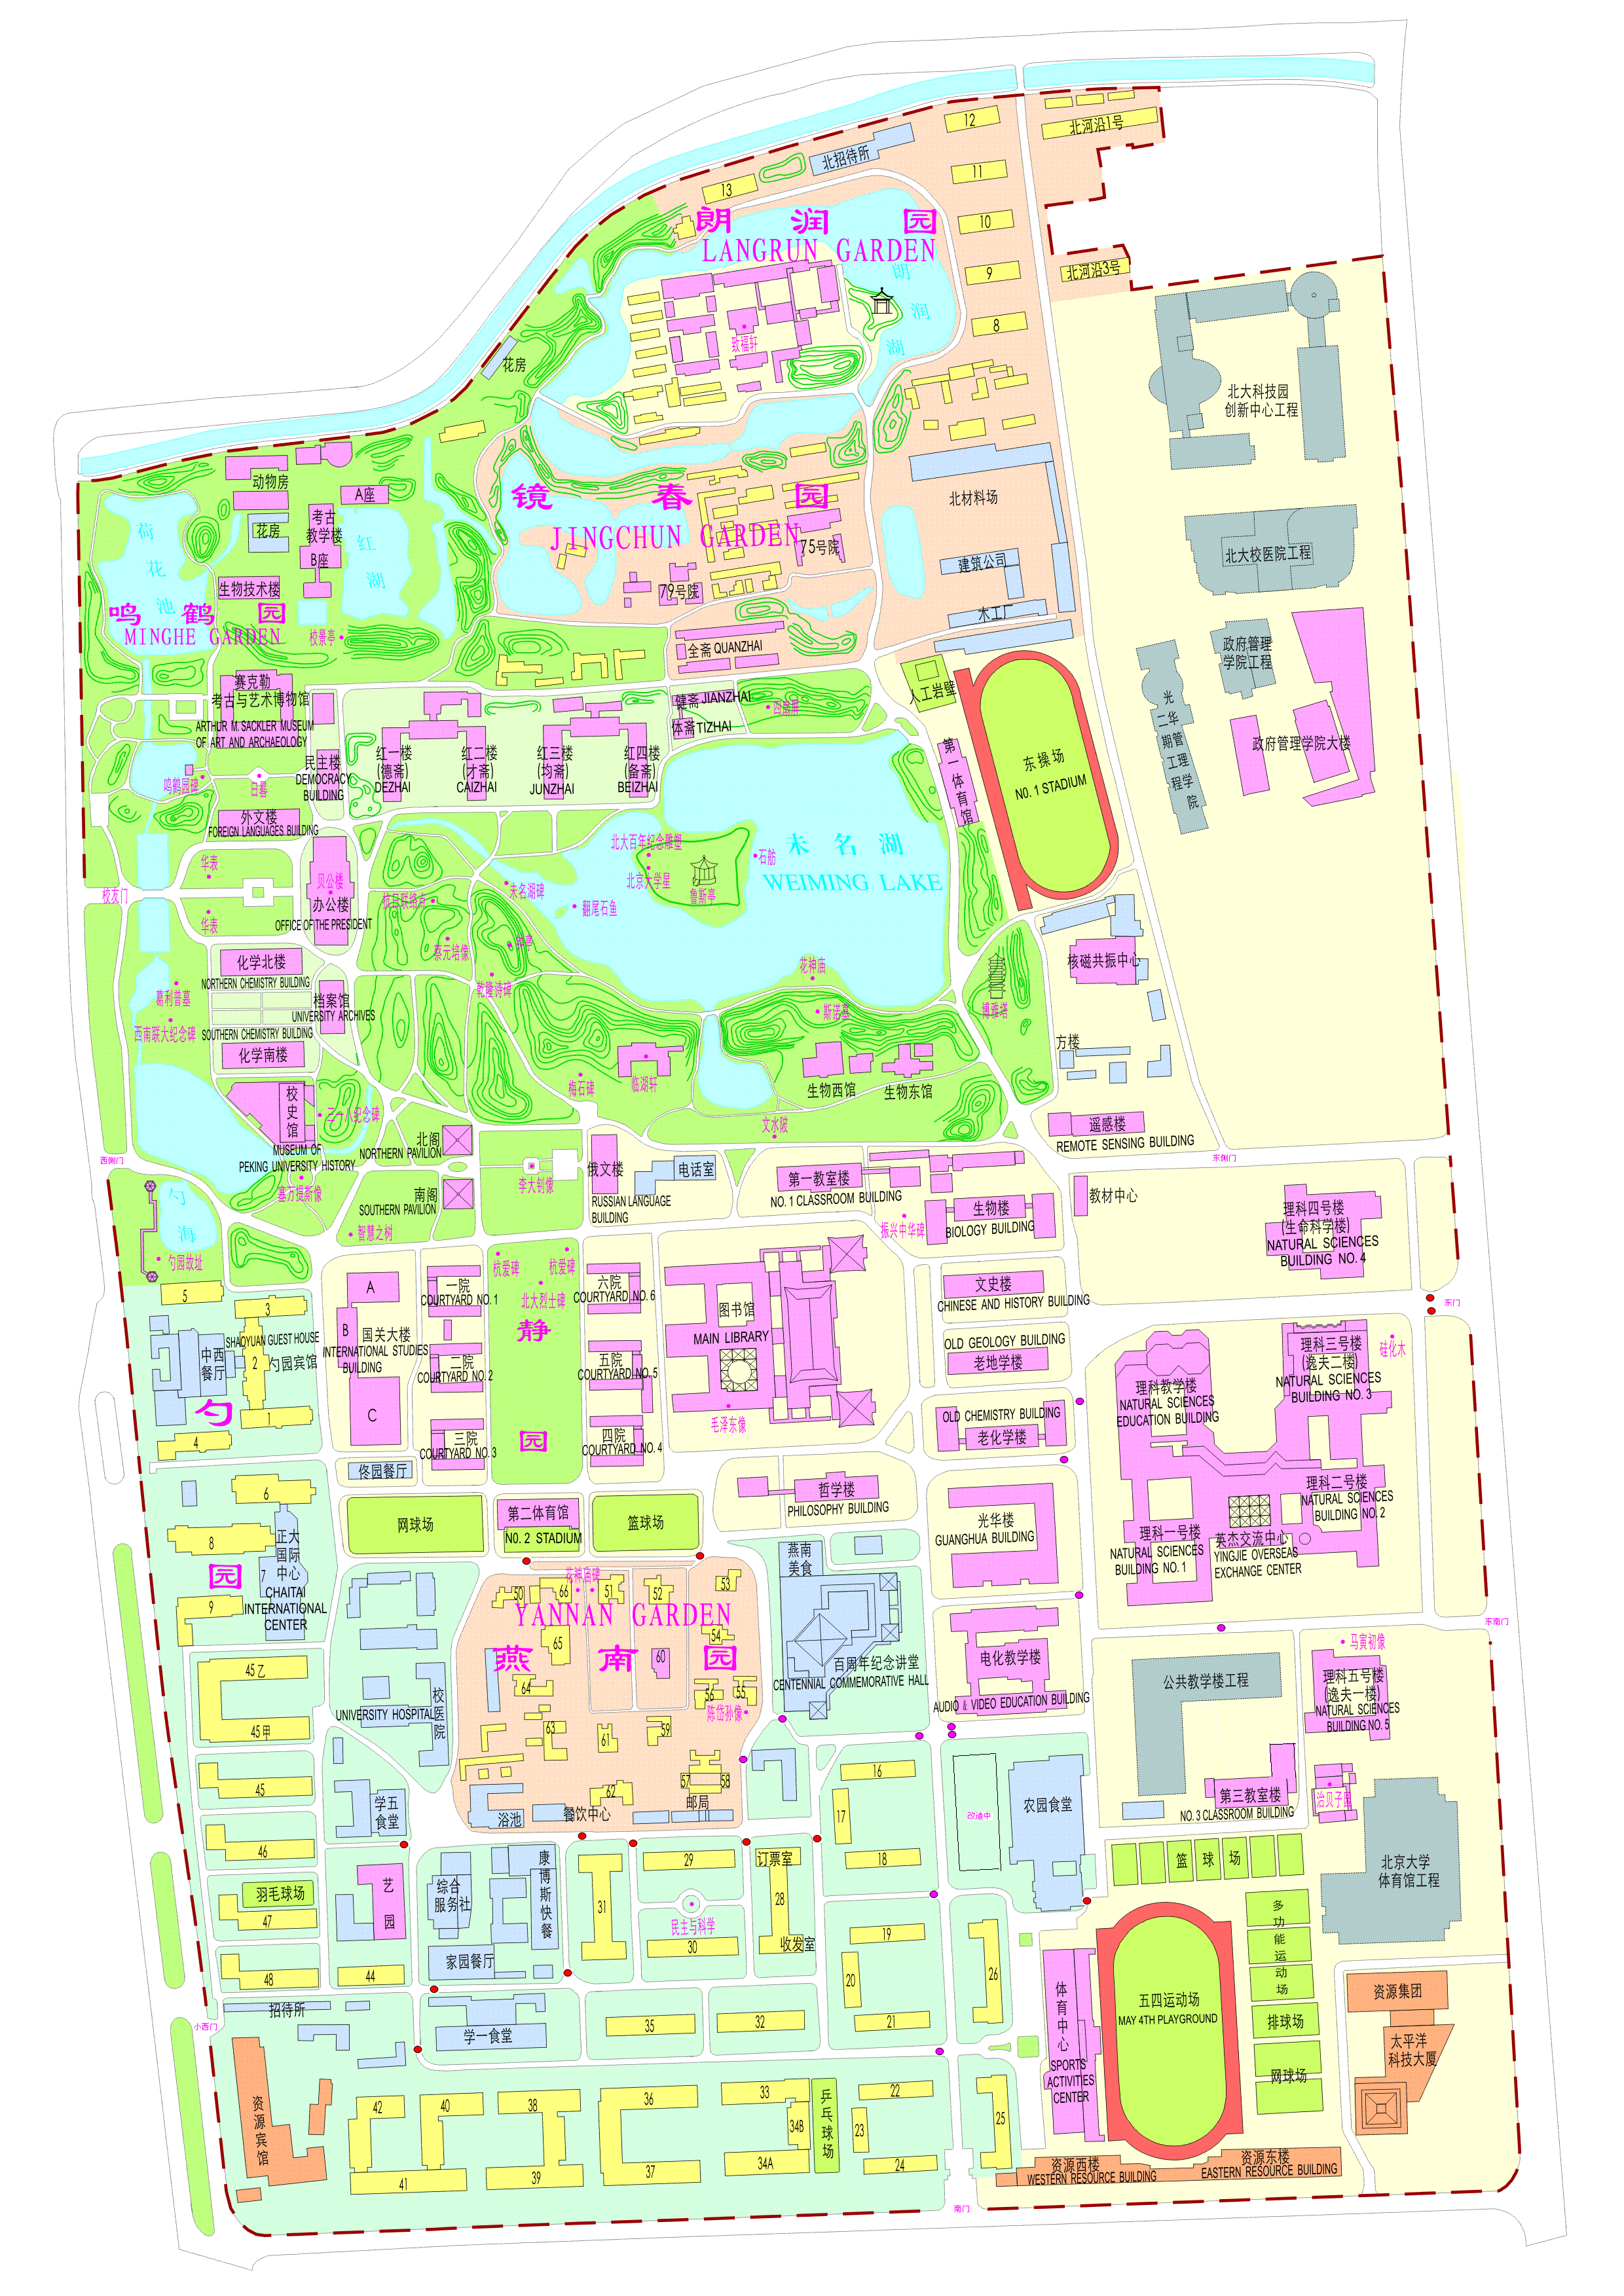 12
北河沿1号
北招待所
11
13
10
朗 润 园
LANGRUN GARDEN
9
北河沿3号
朗
润
湖
8
致福轩
花房
北大科技园
创新中心工程
动物房
A座
考古
教学楼
B座
花房
荷
花
池
红
湖
镜 春 园
JINGCHUN GARDEN
75号院
79号院
北材料场
建筑公司
木工厂
北大校医院工程
生物技术楼
鸣 鹤 园
MINGHE GARDEN
校景亭
全斋 QUANZHAI
政府管理
学院工程
赛克勒
考古与艺术博物馆
ARTHUR M. SACKLER MUSEUM
OF ART AND ARCHAEOLOGY
健斋 JIANZHAI
体斋 TIZHAI
人工岩壁
光
二华
期管
工理
程学
院
政府管理学院大楼
民主楼
DEMOCRACY
BUILDING
红一楼
(德斋)
DEZHAI
红二楼
(才斋)
CAIZHAI
红三楼
(均斋)
JUNZHAI
红四楼
(备斋)
BEIZHAI
第一体育馆
东操场
NO. 1 STADIUM
鸣鹤园碑
日晷
外文楼
FOREIGN LANGUAGES BUILDING
北大百年纪念雕塑
北京大学星
鲁斯亭
石舫
未 名 湖
WEIMING LAKE
华表
校友门
贝公楼
办公楼
OFFICE OF THE PRESIDENT
华表
未名湖碑
翻尾石鱼
蔡元培像
钟亭
乾隆诗碑
化学北楼
NORTHERN CHEMISTRY BUILDING
档案馆
UNIVERSITY ARCHIVES
葛利普墓
西南联大纪念碑
SOUTHERN CHEMISTRY BUILDING
化学南楼
花神庙
斯诺墓
博雅塔
核磁共振中心
方楼
校史馆
MUSEUM OF
PEKING UNIVERSITY HISTORY
三一八纪念碑
梅石碑
临湖轩
生物西馆
生物东馆
文水陂
遥感楼
REMOTE SENSING BUILDING
西侧门
北阁
NORTHERN PAVILION
南阁
SOUTHERN PAVILION
塞万提斯像
智慧之树
李大钊像
俄文楼
RUSSIAN LANGUAGE
BUILDING
电话室
第一教室楼
NO. 1 CLASSROOM BUILDING
振兴中华碑
生物楼
BIOLOGY BUILDING
东侧门
教材中心
理科四号楼
(生命科学楼)
NATURAL SCIENCES
BUILDING NO. 4
勺
海
勺园故址
5
3
SHAOYUAN GUEST HOUSE
中西
餐厅
2
勺园宾馆
1
4
A
B
国关大楼
INTERNATIONAL STUDIES
BUILDING
C
一院
COURTYARD NO. 1
二院
COURTYARD NO. 2
三院
COURTYARD NO. 3
抗爱碑
抗爱碑
北大烈士碑
静
园
六院
COURTYARD NO. 6
五院
COURTYARD NO. 5
四院
COURTYARD NO. 4
图书馆
MAIN LIBRARY
毛泽东像
文史楼
CHINESE AND HISTORY BUILDING
OLD GEOLOGY BUILDING
老地学楼
OLD CHEMISTRY BUILDING
老化学楼
东门
理科三号楼
(逸夫二楼)
NATURAL SCIENCES
BUILDING NO. 3
硅化木
理科教学楼
NATURAL SCIENCES
EDUCATION BUILDING
理科二号楼
NATURAL SCIENCES
BUILDING NO. 2
理科一号楼
NATURAL SCIENCES
BUILDING NO. 1
英杰交流中心
YINGJIE OVERSEAS
EXCHANGE CENTER
勺
园
佟园餐厅
网球场
第二体育馆
NO. 2 STADIUM
篮球场
哲学楼
PHILOSOPHY BUILDING
光华楼
GUANGHUA BUILDING
6
8
正大
国际
中心
7
CHAITAI
INTERNATIONAL
CENTER
9
燕南
美食
花神庙碑
50
66
51
52
53
YANNAN GARDEN
燕 南 园
65
54
60
64
56
55
陈岱孙像
63
61
59
62
57
58
百周年纪念讲堂
CENTENNIAL COMMEMORATIVE HALL
电化教学楼
AUDIO & VIDEO EDUCATION BUILDING
东南门
马寅初像
公共教学楼工程
理科五号楼
(逸夫一楼)
NATURAL SCIENCES
BUILDING NO. 5
45乙
45甲
校医院
UNIVERSITY HOSPITAL
45
学五
食堂
浴池
餐饮中心
邮局
16
17
18
改造中
农园食堂
第三教室楼
NO. 3 CLASSROOM BUILDING
治贝子园
46
羽毛球场
47
48
艺
园
44
综合
服务社
康博斯快餐
家园餐厅
31
29
民主与科学
30
订票室
28
收发室
19
20
21
26
篮 球 场
北京大学
体育馆工程
多功能运动场
招待所
小西门
学一食堂
35
32
体育中心
SPORTS
ACTIVITIES
CENTER
五四运动场
MAY 4TH PLAYGROUND
排球场
网球场
资源集团
太平洋
科技大厦
资源宾馆
42
40
38
36
33
34B
乒乓球场
22
23
25
41
39
37
34A
24
资源西楼
WESTERN RESOURCE BUILDING
资源东楼
EASTERN RESOURCE BUILDING
南门